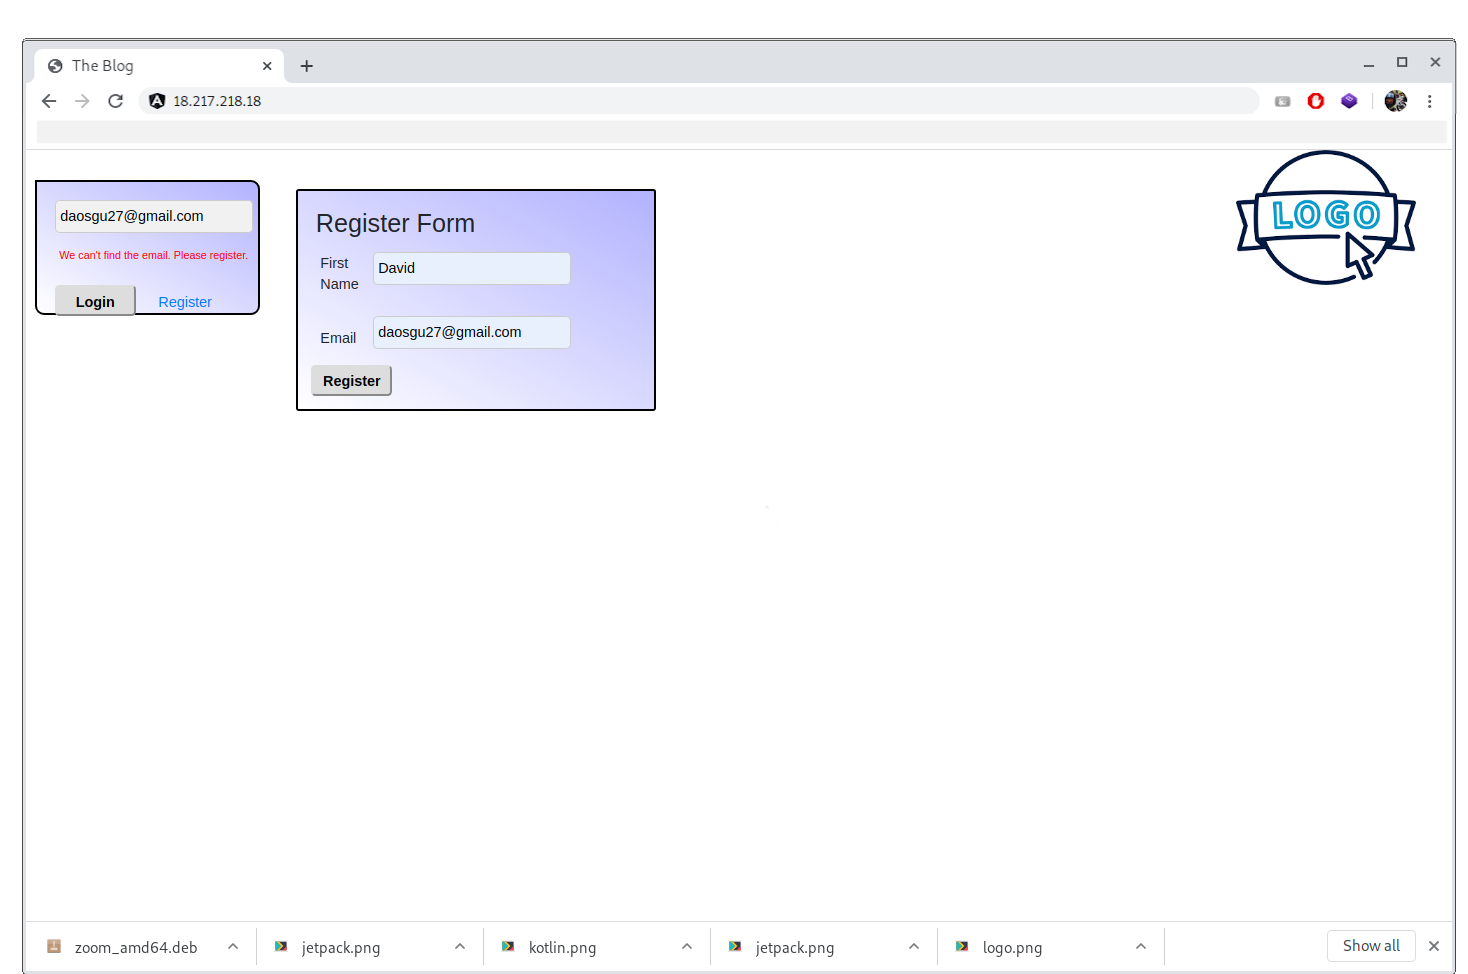 The Blog
18.217.218.18
daosgu27@gmail.com
We can't find the email. Please register.
Login
Register
Register Form
First
Name
David
Email
daosgu27@gmail.com
Register
LOGO
zoom_amd64.deb
jetpack.png
kotlin.png
jetpack.png
logo.png
Show all